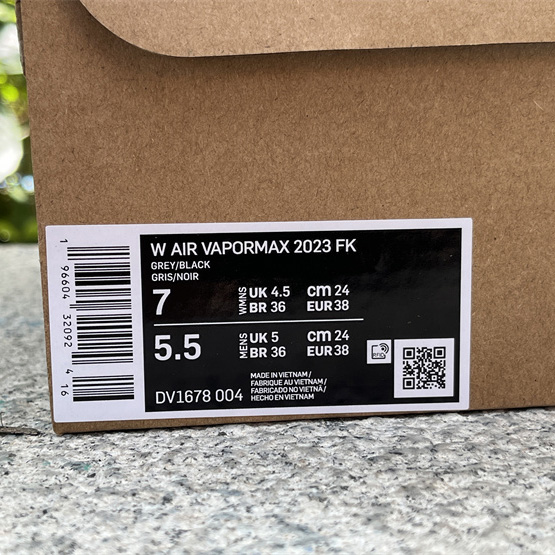 W AIR VAPORMAX 2023 FK
GREY/BLACK
GRIS/NOIR
7 WMNS UK 4.5 cm 24
BR 36 EUR 38
5.5 MENS UK 5 cm 24
BR 36 EUR 38
DV1678 004
MADE IN VIETNAM/
FABRIQUE AU VIETNAM/
FABRICADO NO VIETNÃ/
HECHO EN VIETNAM
RFID
1 96604 32092 4 16